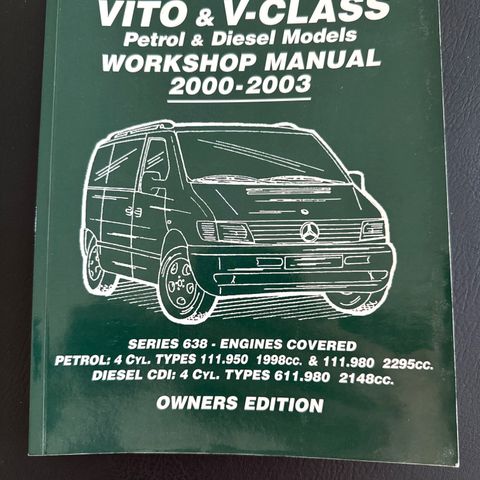 VITO & V-CLASS
Petrol & Diesel Models
WORKSHOP MANUAL
2000-2003
SERIES 638 - ENGINES COVERED
PETROL: 4 CYL. TYPES 111.950 1998CC. & 111.980 2295CC.
DIESEL CDI: 4 CYL. TYPES 611.980 2148CC.
OWNERS EDITION